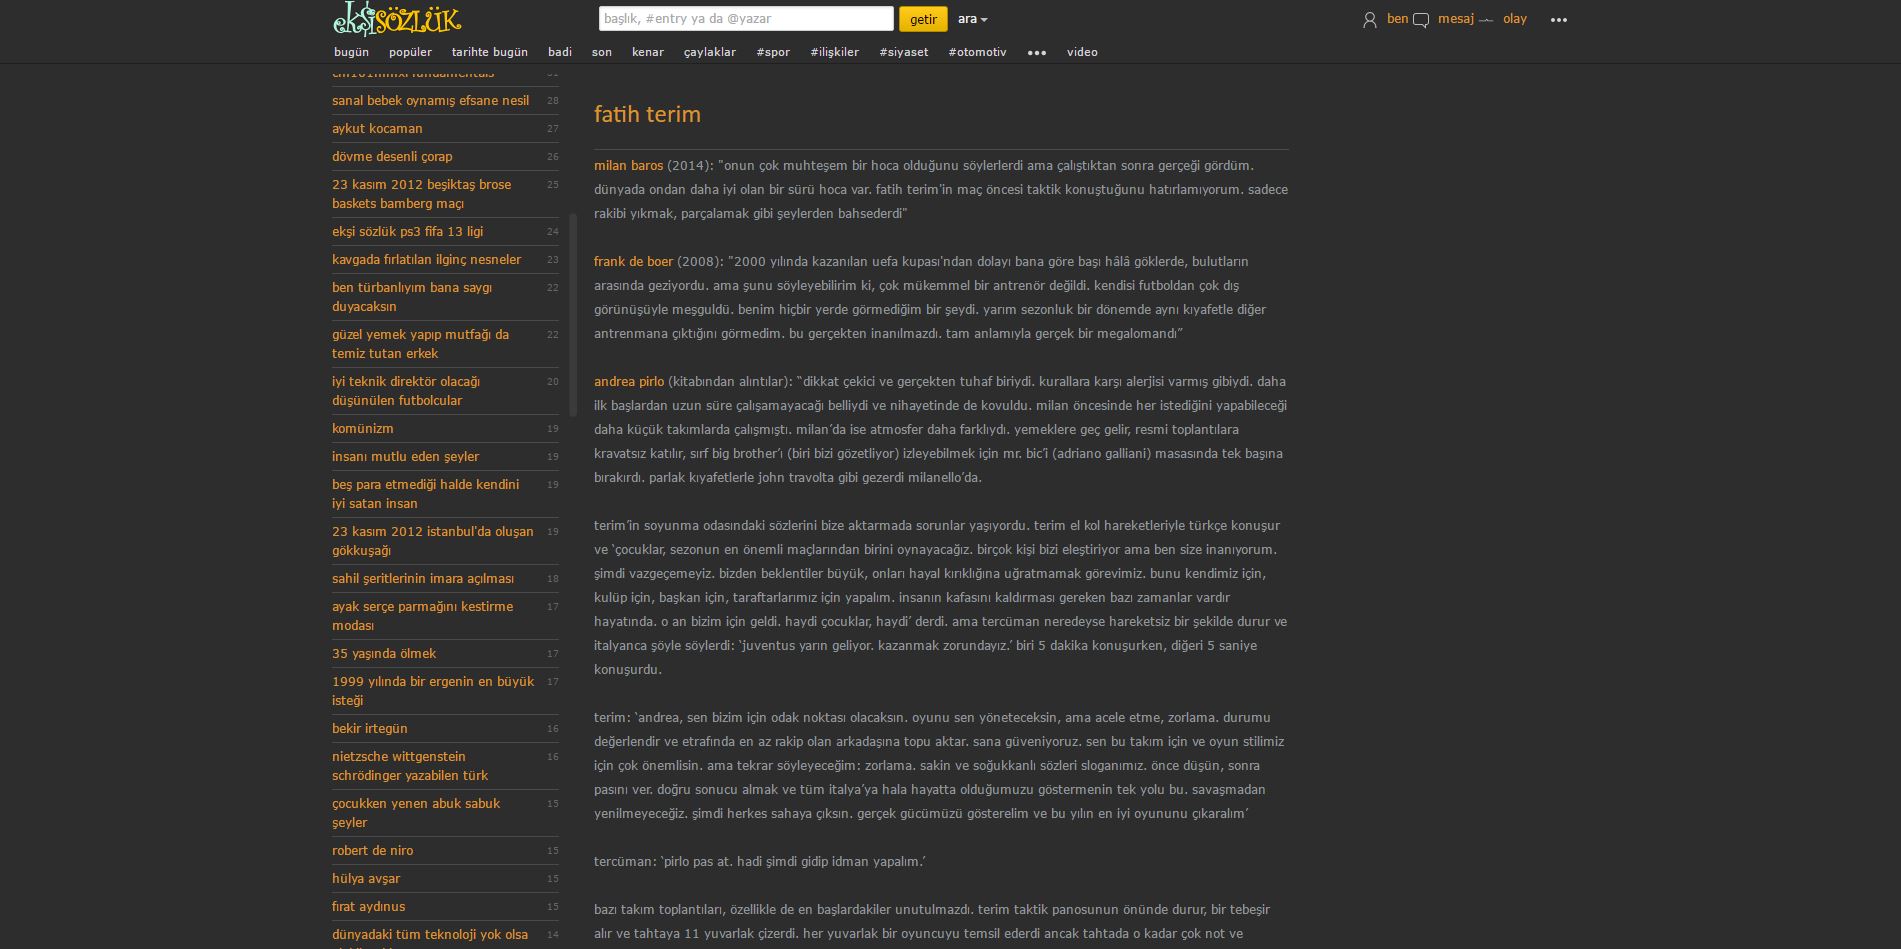 ekşisözlük
başlık, #entry ya da @yazar
getir
ara
ben
mesaj
olay
bugün popüler tarihte bugün badi son kenar çaylaklar #spor #ilişkiler #siyaset #otomotiv ••• video
sanal bebek oynamış efsane nesil 28
aykut kocaman 27
dövme desenli çorap 26
23 kasım 2012 beşiktaş brose 25
baskets bamberg maçı
ekşi sözlük ps3 fifa 13 ligi 24
kavgada fırlatılan ilginç nesneler 23
ben türbanlıyım bana saygı 22
duyacaksın
güzel yemek yapıp mutfağı da 22
temiz tutan erkek
iyi teknik direktör olacağı 20
düşünülen futbolcular
komünizm 19
insanı mutlu eden şeyler 19
beş para etmediği halde kendini 19
iyi satan insan
23 kasım 2012 istanbul'da oluşan 19
gökkuşağı
sahil şeritlerinin imara açılması 18
ayak serçe parmağını kestirme 17
modası
35 yaşında ölmek 17
1999 yılında bir ergenin en büyük 17
isteği
bekir irtegün 16
nietzsche wittgenstein 16
schrödinger yazabilen türk
çocukken yenen abuk sabuk 15
şeyler
robert de niro 15
hülya avşar 15
fırat aydınus 15
dünyadaki tüm teknoloji yok olsa 14
fatih terim
milan baros (2014): "onun çok muhteşem bir hoca olduğunu söylerlerdi ama çalıştıktan sonra gerçeği gördüm.
dünyada ondan daha iyi olan bir sürü hoca var. fatih terim'in maç öncesi taktik konuştuğunu hatırlamıyorum. sadece
rakibi yıkmak, parçalamak gibi şeylerden bahsederdi"
frank de boer (2008): "2000 yılında kazanılan uefa kupası'ndan dolayı bana göre başı hâlâ göklerde, bulutların
arasında geziyordu. ama şunu söyleyebilirim ki, çok mükemmel bir antrenör değildi. kendisi futboldan çok dış
görünüşüyle meşguldü. benim hiçbir yerde görmediğim bir şeydi. yarım sezonluk bir dönemde aynı kıyafetle diğer
antrenmana çıktığını görmedim. bu gerçekten inanılmazdı. tam anlamıyla gerçek bir megalomandı”
andrea pirlo (kitabından alıntılar): “dikkat çekici ve gerçekten tuhaf biriydi. kurallara karşı alerjisi varmış gibiydi. daha
ilk başlardan uzun süre çalışamayacağı belliydi ve nihayetinde de kovuldu. milan öncesinde her istediğini yapabileceği
daha küçük takımlarda çalışmıştı. milan’da ise atmosfer daha farklıydı. yemeklere geç gelir, resmi toplantılara
kravatsız katılır, sırf big brother’ı (biri bizi gözetliyor) izleyebilmek için mr. bic’i (adriano galliani) masasında tek başına
bırakırdı. parlak kıyafetlerle john travolta gibi gezerdi milanello’da.
terim’in soyunma odasındaki sözlerini bize aktarmada sorunlar yaşıyordu. terim el kol hareketleriyle türkçe konuşur
ve ‘çocuklar, sezonun en önemli maçlarından birini oynayacağız. birçok kişi bizi eleştiriyor ama ben size inanıyorum.
şimdi vazgeçemeyiz. bizden beklentiler büyük, onları hayal kırıklığına uğratmamak görevimiz. bunu kendimiz için,
kulüp için, başkan için, taraftarlarımız için yapalım. insanın kafasını kaldırması gereken bazı zamanlar vardır
hayatında. o an bizim için geldi. haydi çocuklar, haydi’ derdi. ama tercüman neredeyse hareketsiz bir şekilde durur ve
italyanca şöyle söylerdi: ‘juventus yarın geliyor. kazanmak zorundayız.’ biri 5 dakika konuşurken, diğeri 5 saniye
konuşurdu.
terim: ‘andrea, sen bizim için odak noktası olacaksın. oyunu sen yöneteceksin, ama acele etme, zorlama. durumu
değerlendir ve etrafında en az rakip olan arkadaşına topu aktar. sana güveniyoruz. sen bu takım için ve oyun stilimiz
için çok önemlisin. ama tekrar söyleyeceğim: zorlama. sakin ve soğukkanlı sözleri sloganımız. önce düşün, sonra
pasını ver. doğru sonucu almak ve tüm italya’ya hala hayatta olduğumuzu göstermenin tek yolu bu. savaşmadan
yenilmeyeceğiz. şimdi herkes sahaya çıksın. gerçek gücümüzü gösterelim ve bu yılın en iyi oyununu çıkaralım’
tercüman: ‘pirlo pas at. hadi şimdi gidip idman yapalım.’
bazı takım toplantıları, özellikle de en başlardakiler unutulmazdı. terim taktik panosunun önünde durur, bir tebeşir
alır ve tahtaya 11 yuvarlak çizerdi. her yuvarlak bir oyuncuyu temsil ederdi ancak tahtada o kadar çok not ve